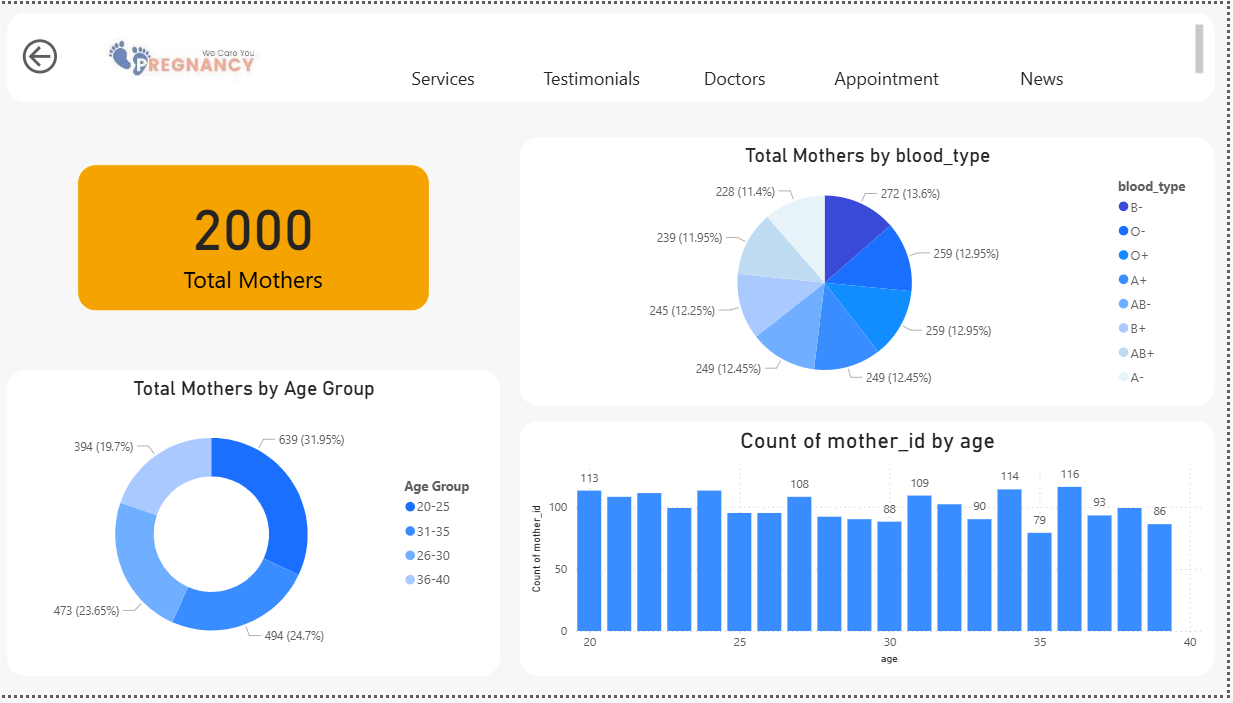 We Care You
PREGNANCY
Services
Testimonials
Doctors
Appointment
News
2000
Total Mothers
Total Mothers by blood_type
228 (11.4%)
272 (13.6%)
239 (11.95%)
259 (12.95%)
245 (12.25%)
259 (12.95%)
249 (12.45%)
249 (12.45%)
blood_type
B-
O-
O+
A+
AB-
B+
AB+
A-
Total Mothers by Age Group
394 (19.7%)
639 (31.95%)
473 (23.65%)
494 (24.7%)
Age Group
20-25
31-35
26-30
36-40
Count of mother_id by age
Count of mother_id
100
50
0
113
108
88
109
90
114
79
116
93
86
20
25
30
35
40
age